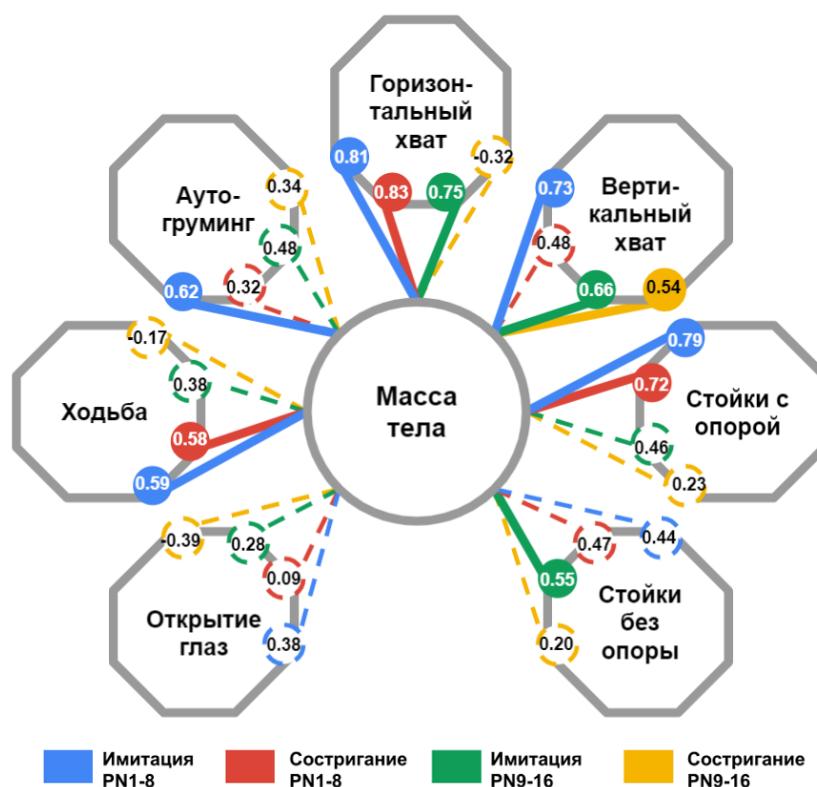 Горизон-
тальный
хват
0.81
0.83
0.75
-0.32
Ауто-
груминг
0.34
0.48
0.32
0.62
Верти-
кальный
хват
0.73
0.48
0.66
0.54
Ходьба
-0.17
0.38
0.58
0.59
Масса
тела
Стойки с
опорой
0.79
0.72
0.46
0.23
Открытие
глаз
-0.39
0.28
0.09
0.38
Стойки
без
опоры
0.44
0.47
0.55
0.20
Имитация
PN1-8
Состригание
PN1-8
Имитация
PN9-16
Состригание
PN9-16